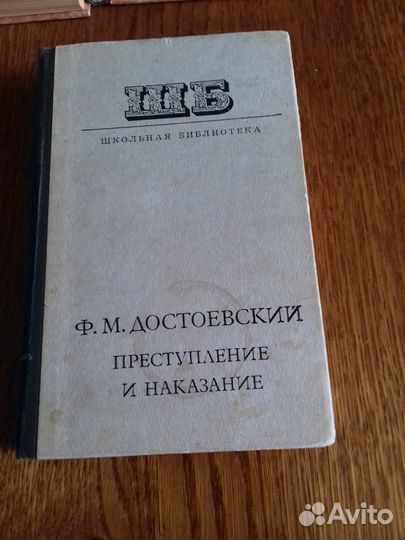 ШБ
ШКОЛЬНАЯ БИБЛИОТЕКА
Ф. М. ДОСТОЕВСКИЙ
ПРЕСТУПЛЕНИЕ
И НАКАЗАНИЕ
Avito